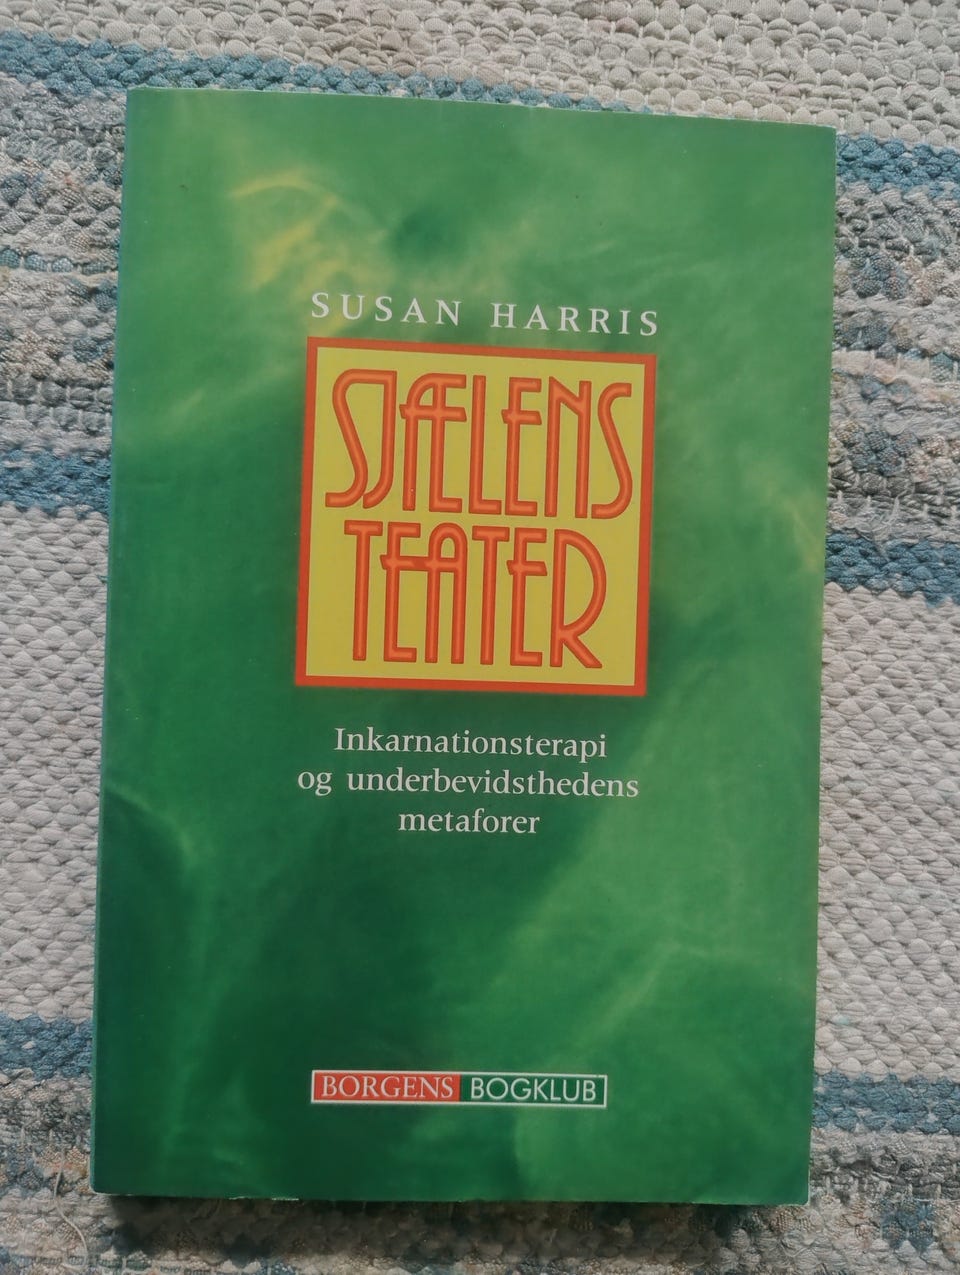 SUSAN HARRIS
SJÆLENS
TEATER
Inkarnationsterapi
og underbevidsthedens
metaforer
BORGENS BOGKLUB